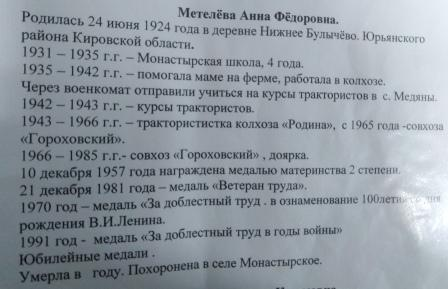 Метелёва Анна Фёдоровна.
Родилась 24 июня 1924 года в деревне Нижнее Булычёво. Юрьянского
района Кировской области.
1931 – 1935 г.г. – Монастырская школа, 4 года.
1935 – 1942 г.г. – помогала маме на ферме, работала в колхозе.
Через военкомат отправили учиться на курсы трактористов в с. Медяны.
1942 – 1943 г.г. – курсы трактористов.
1943 – 1966 г.г. – трактористистка колхоза «Родина», с 1965 года -совхоза
«Гороховский».
1966 – 1985 г.г.- совхоз «Гороховский» , доярка.
10 декабря 1957 года награждена медалью материнства 2 степени.
21 декабря 1981 года – медаль «Ветеран труда».
1970 год – медаль «За доблестный труд . в ознаменование 100летия со дня
рождения В.И.Ленина.
1991 год - медаль «За доблестный труд в годы войны»
Юбилейные медали .
Умерла в году. Похоронена в селе Монастырское.